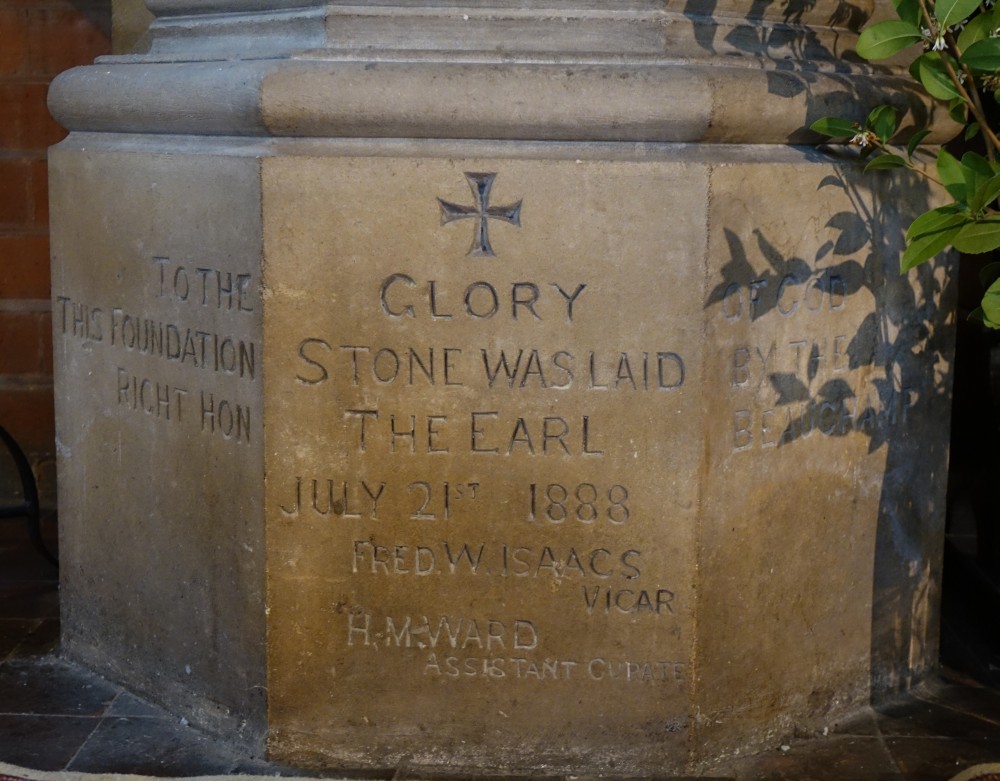 TO THE GLORY OF GOD
THIS FOUNDATION STONE WAS LAID BY THE
RIGHT HON THE EARL BEAUCHAMP
JULY 21ST 1888
FRED. W. ISAACS
VICAR
H. M. WARD
ASSISTANT CURATE